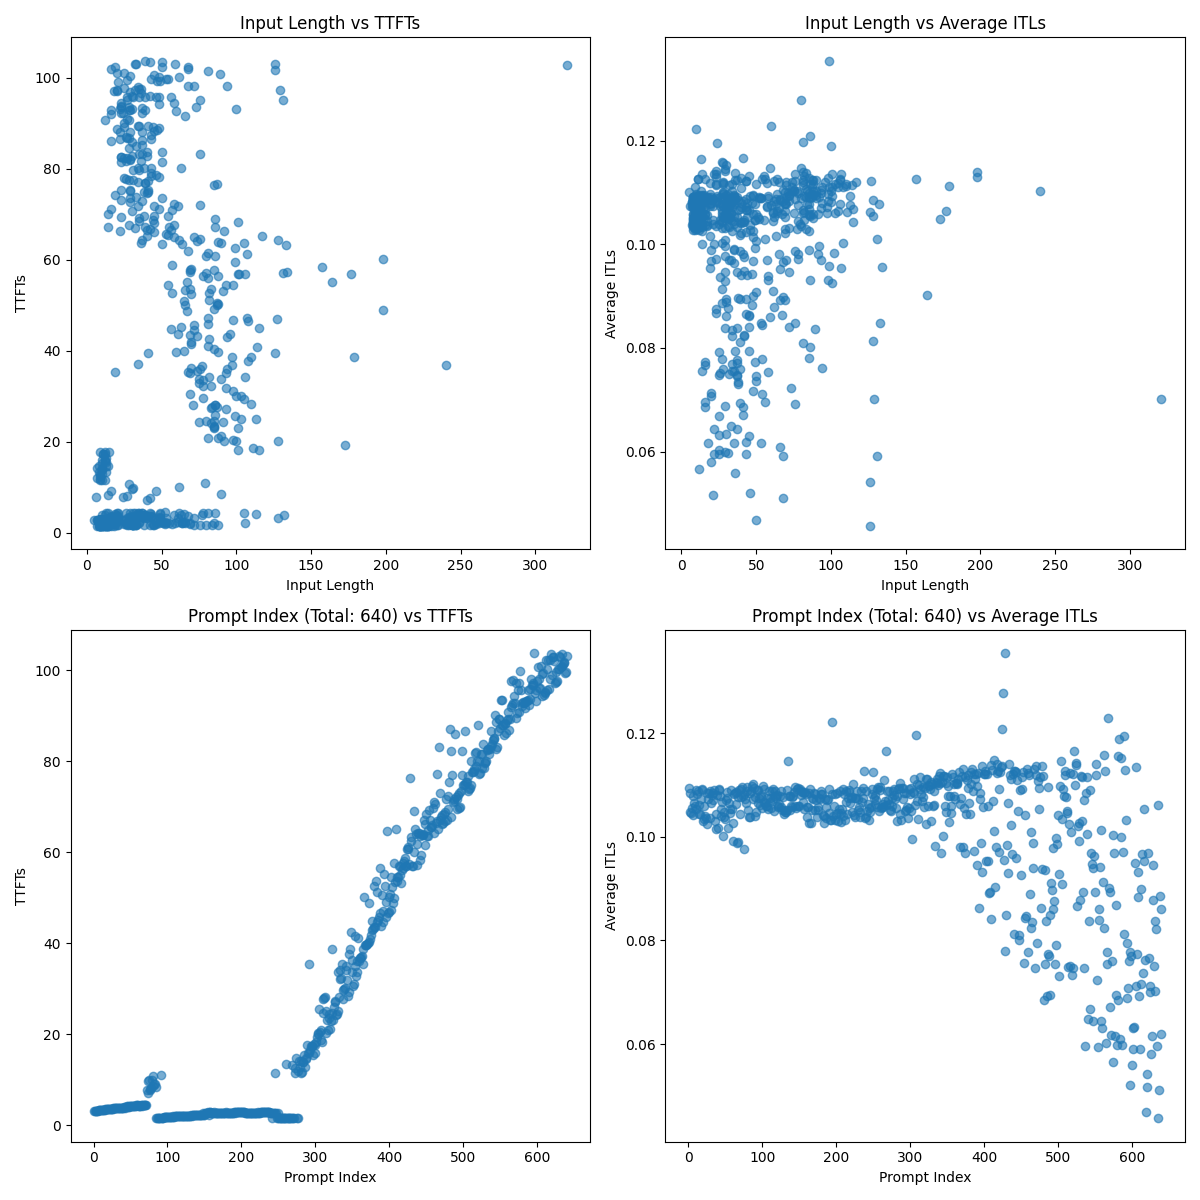 Input Length vs TTFTs
TTFTs
100
80
60
40
20
0
0 50 100 150 200 250 300
Input Length
Input Length vs Average ITLs
Average ITLs
0.12
0.10
0.08
0.06
0 50 100 150 200 250 300
Input Length
Prompt Index (Total: 640) vs TTFTs
TTFTs
100
80
60
40
20
0
0 100 200 300 400 500 600
Prompt Index
Prompt Index (Total: 640) vs Average ITLs
Average ITLs
0.12
0.10
0.08
0.06
0 100 200 300 400 500 600
Prompt Index